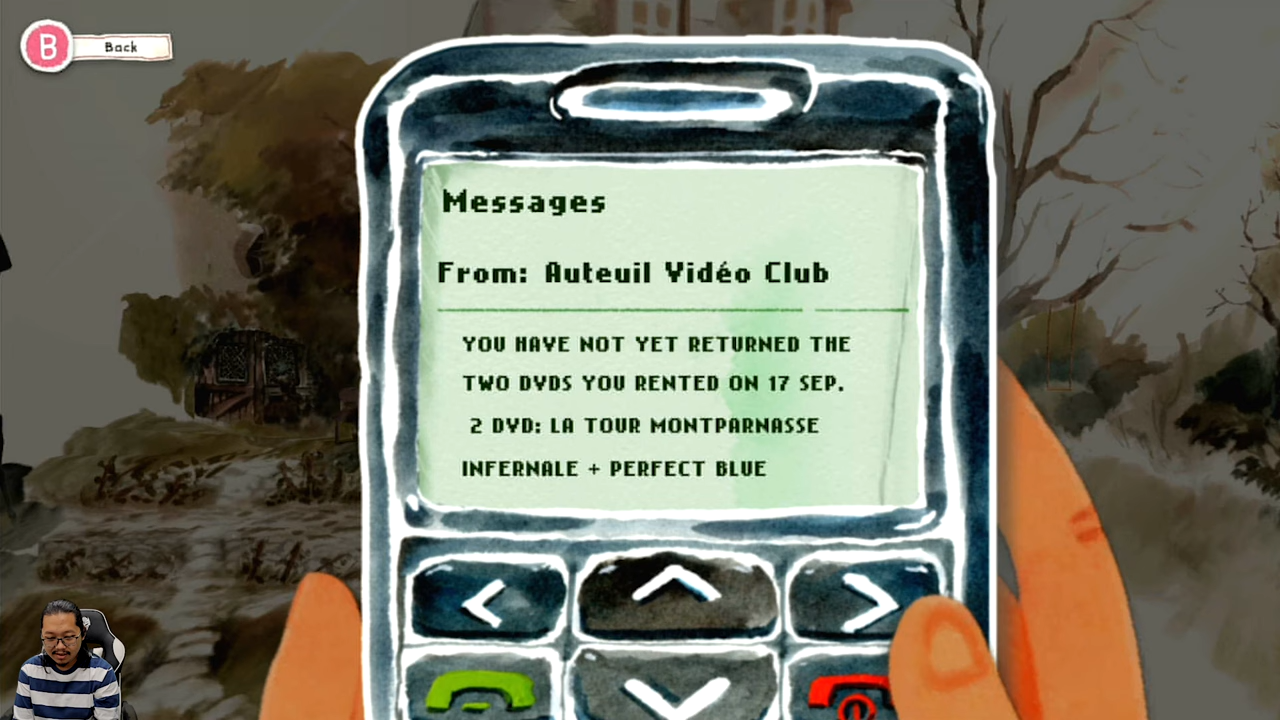 B Back
Messages
From: Auteuil Vidéo Club
YOU HAVE NOT YET RETURNED THE
TWO DVDS YOU RENTED ON 17 SEP.
2 DVD: LA TOUR MONTPARNASSE
INFERNALE + PERFECT BLUE